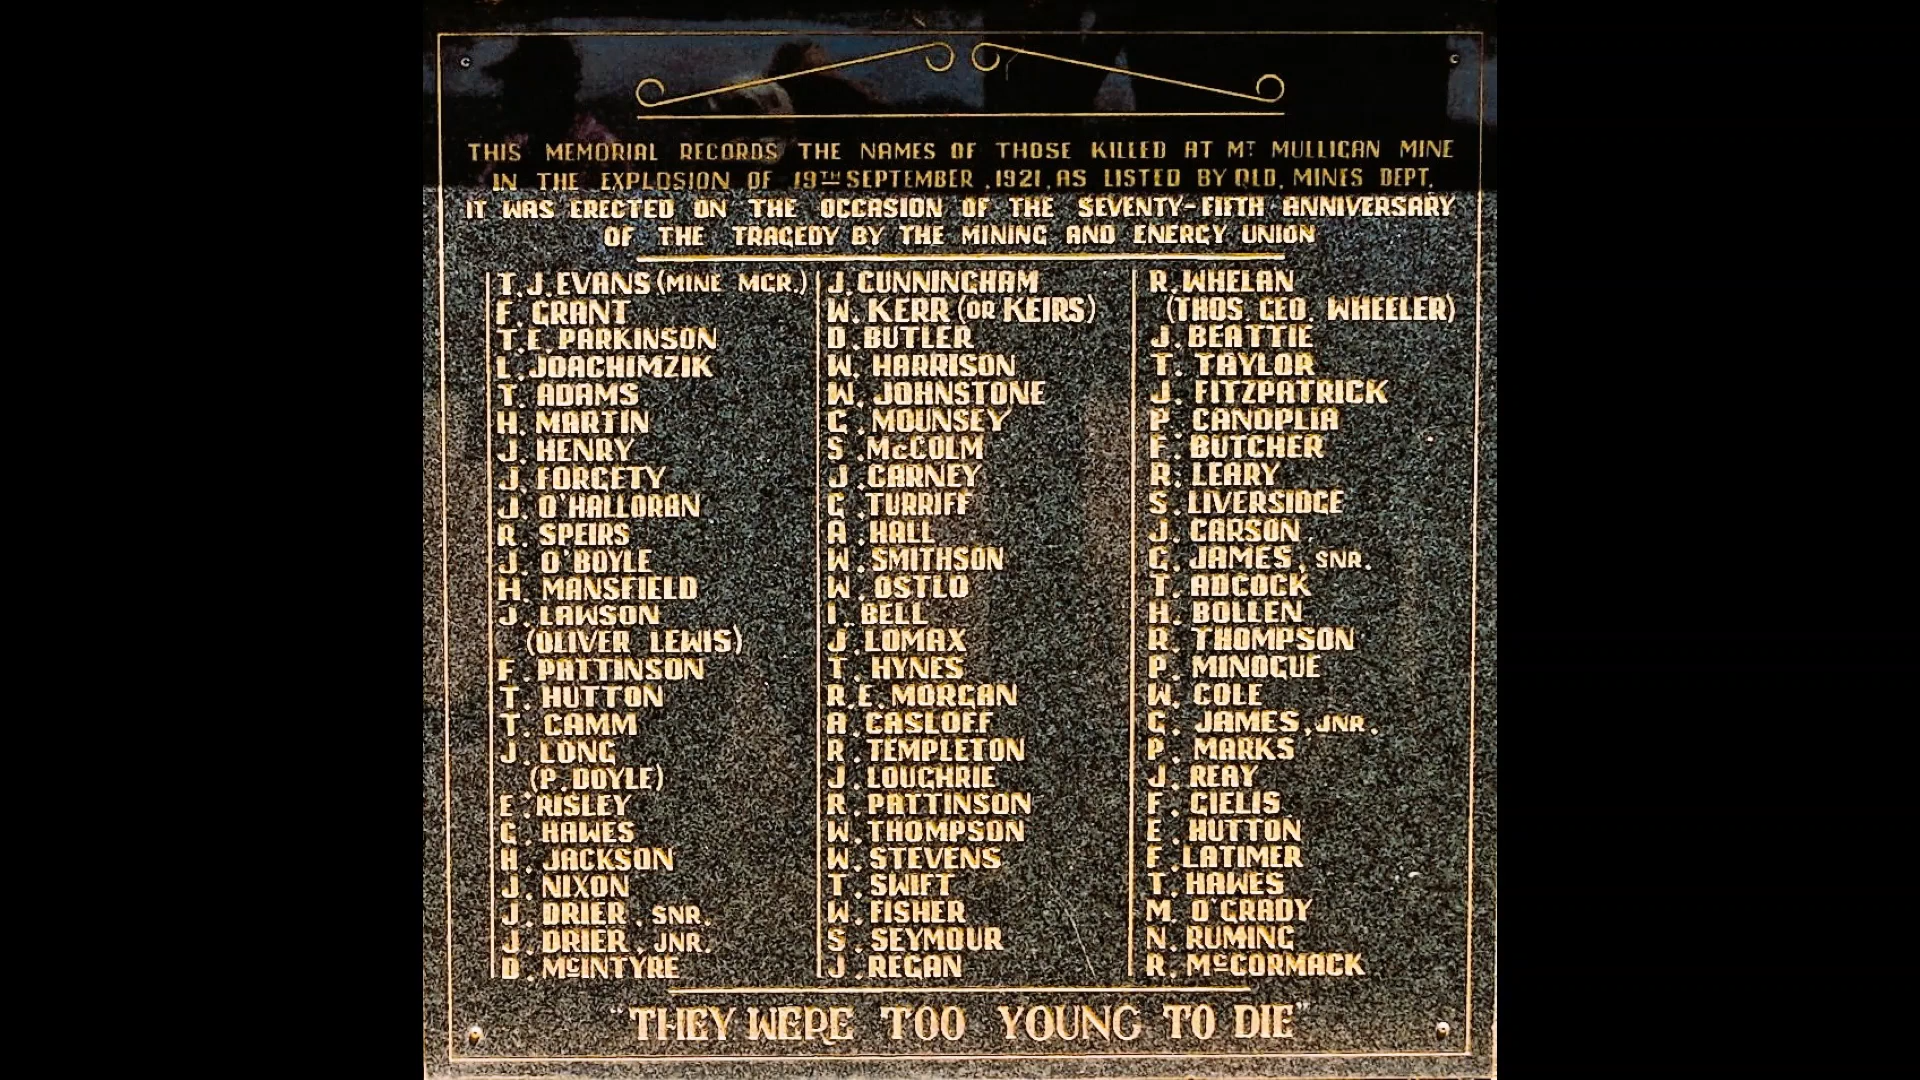 THIS MEMORIAL RECORDS THE NAMES OF THOSE KILLED AT MT MULLIGAN MINE
IN THE EXPLOSION OF 19TH SEPTEMBER, 1921, AS LISTED BY QLD. MINES DEPT.
IT WAS ERECTED ON THE OCCASION OF THE SEVENTY-FIFTH ANNIVERSARY
OF THE TRAGEDY BY THE MINING AND ENERGY UNION
T.J. EVANS (MINE MGR.)
F. GRANT
T.E. PARKINSON
L. JOACHIMZIK
T. ADAMS
H. MARTIN
J. HENRY
J. FORGETY
J. O'HALLORAN
R. SPEIRS
J. O'BOYLE
H. MANSFIELD
J. LAWSON
(OLIVER LEWIS)
F. PATTINSON
T. HUTTON
T. CAMM
J. LONG
(P. DOYLE)
E. RISLEY
G. HAWES
H. JACKSON
J. NIXON
J. DRIER, SNR.
J. DRIER, JNR.
D. McINTYRE
J. CUNNINGHAM
W. KERR (OR KEIRS)
D. BUTLER
W. HARRISON
W. JOHNSTONE
G. MOUNSEY
S. McCOLM
J. CARNEY
G. TURRIFF
A. HALL
W. SMITHSON
W. OSTLO
I. BELL
J. LOMAX
T. HYNES
R.E. MORGAN
A. CASLOFF
R. TEMPLETON
J. LOUGHRIE
R. PATTINSON
W. THOMPSON
W. STEVENS
T. SWIFT
W. FISHER
S. SEYMOUR
J. REGAN
R. WHELAN
(THOS. GEO. WHEELER)
J. BEATTIE
T. TAYLOR
J. FITZPATRICK
P. CANOPLIA
F. BUTCHER
R. LEARY
S. LIVERSIDGE
J. CARSON
G. JAMES, SNR.
T. ADCOCK
H. BOLLEN
R. THOMPSON
P. MINOGUE
W. COLE
G. JAMES, JNR.
P. MARKS
J. REAY
F. GIELIS
E. HUTTON
F. LATIMER
T. HAWES
M. O'GRADY
N. RUMING
R. McCORMACK
"THEY WERE TOO YOUNG TO DIE"